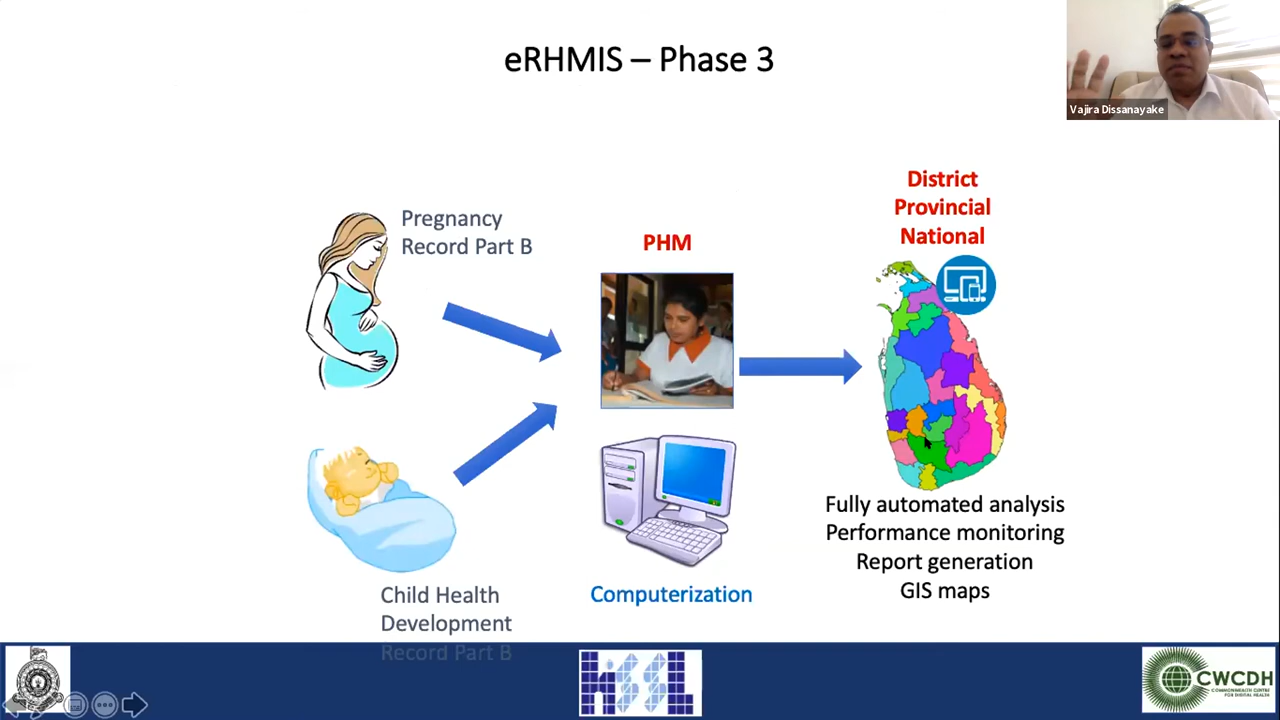 eRHMIS – Phase 3
Vajira Dissanayake
Pregnancy
Record Part B
PHM
District
Provincial
National
Fully automated analysis
Performance monitoring
Report generation
GIS maps
Computerization
Child Health
Development
Record Part B
HISSL
CWCDH
COMMONWEALTH CENTRE
FOR DIGITAL HEALTH